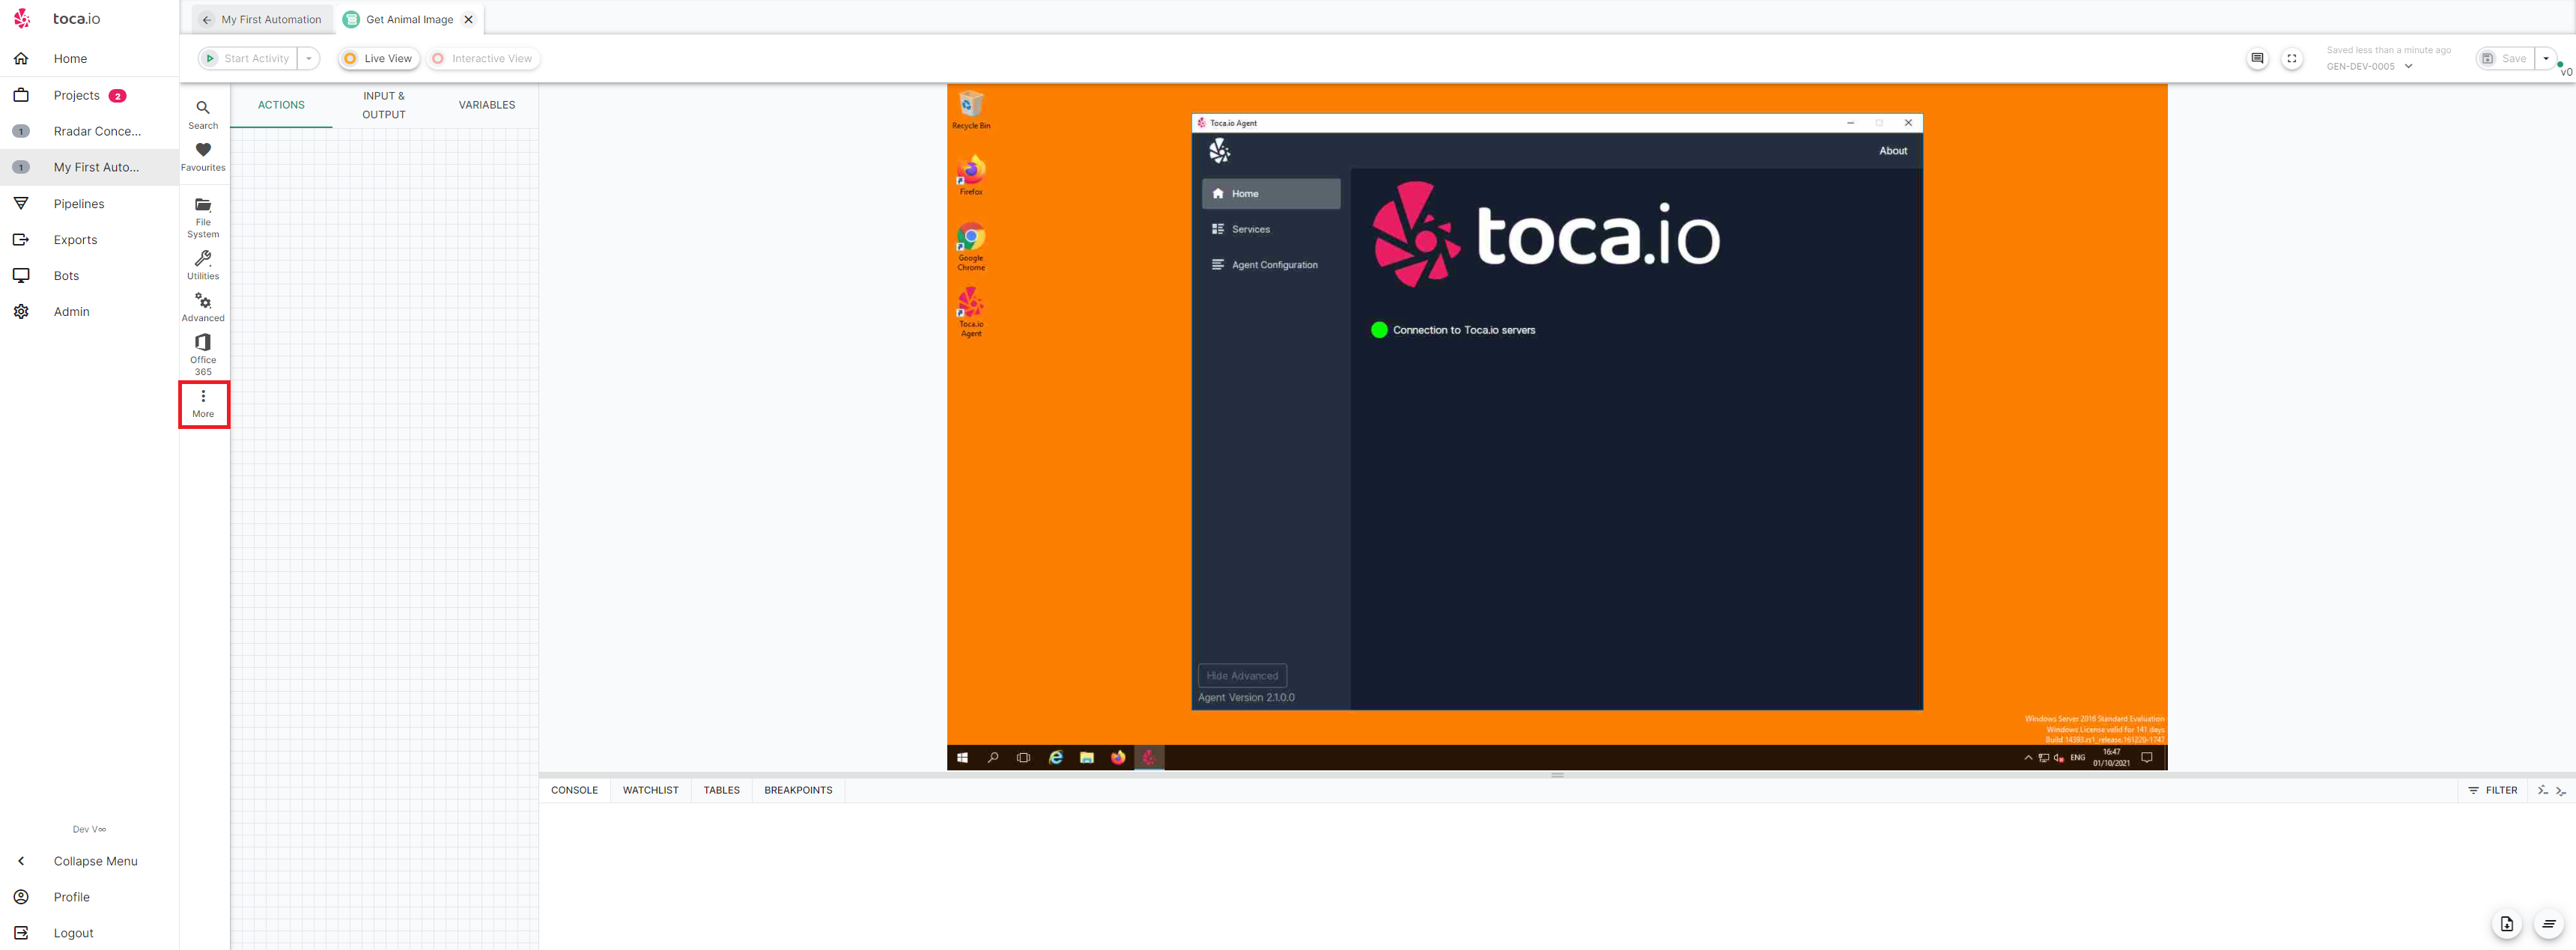 toca.io
Home
Projects 2
1 Rradar Conce...
1 My First Auto...
Pipelines
Exports
Bots
Admin
Dev V∞
Collapse Menu
Profile
Logout
My First Automation
Get Animal Image
Start Activity
Live View
Interactive View
Saved less than a minute ago
GEN-DEV-0005
Save
v0
Search
Favourites
File
System
Utilities
Advanced
Office
365
More
ACTIONS
INPUT &
OUTPUT
VARIABLES
Recycle Bin
Firefox
Google
Chrome
Toca.io
Agent
Toca.io Agent
About
Home
Services
Agent Configuration
toca.io
Connection to Toca.io servers
Hide Advanced
Agent Version 2.1.0.0
Windows Server 2016 Standard Evaluation
Windows License valid for 141 days
Build 14393.rs1_release.161220-1747
ENG
16:47
01/10/2021
CONSOLE
WATCHLIST
TABLES
BREAKPOINTS
FILTER